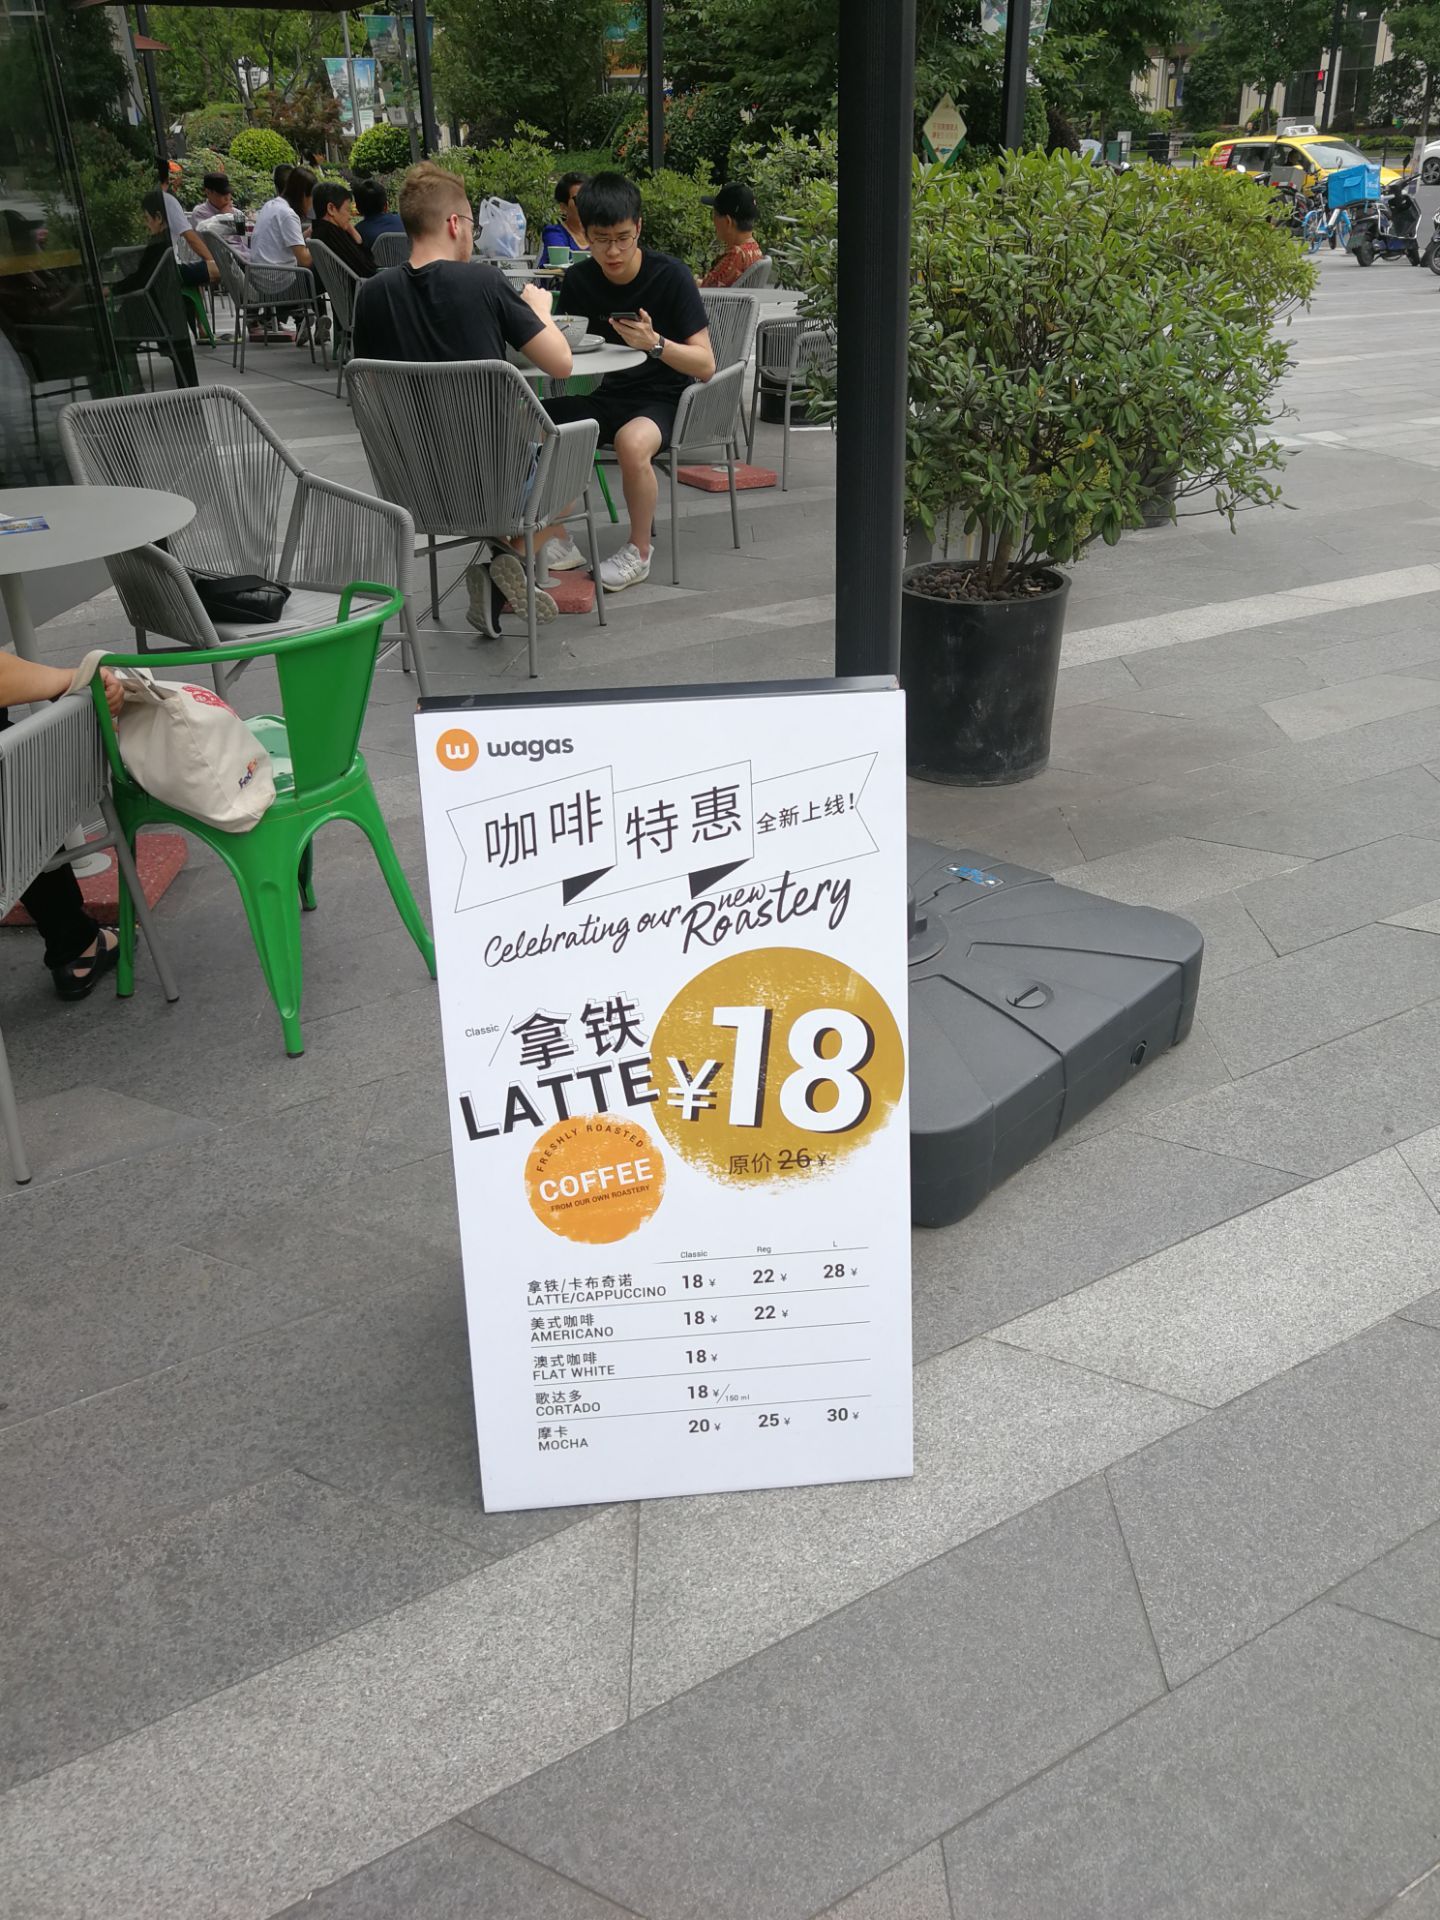 w wagas
咖啡 特惠 全新上线!
Celebrating our new Roastery
Classic 拿铁
LATTE
¥18
原价 26 ¥
FRESHLY ROASTED
COFFEE
FROM OUR OWN ROASTERY
Classic Reg L
拿铁/卡布奇诺
LATTE/CAPPUCCINO 18 ¥ 22 ¥ 28 ¥
美式咖啡
AMERICANO 18 ¥ 22 ¥
澳式咖啡
FLAT WHITE 18 ¥
歌达多
CORTADO 18 ¥/150 ml
摩卡
MOCHA 20 ¥ 25 ¥ 30 ¥
FedEx